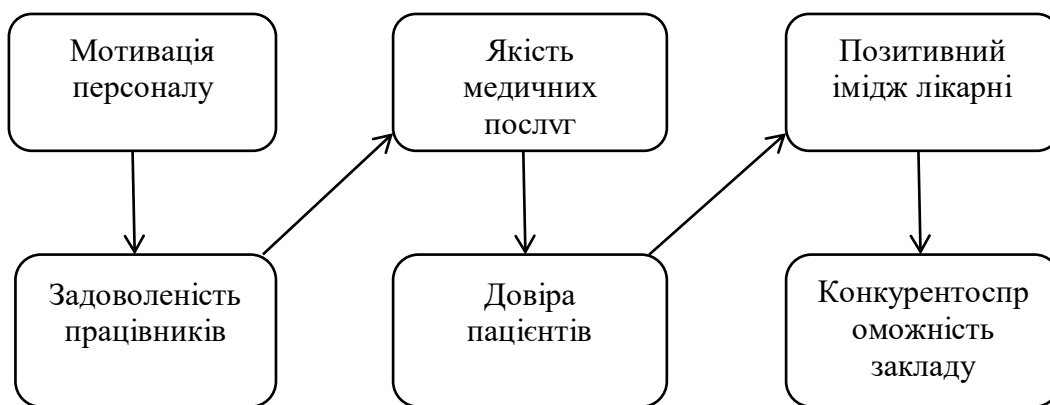 Мотивація
персоналу
Якість
медичних
послуг
Позитивний
імідж лікарні
Задоволеність
працівників
Довіра
пацієнтів
Конкурентоспр
оможність
закладу